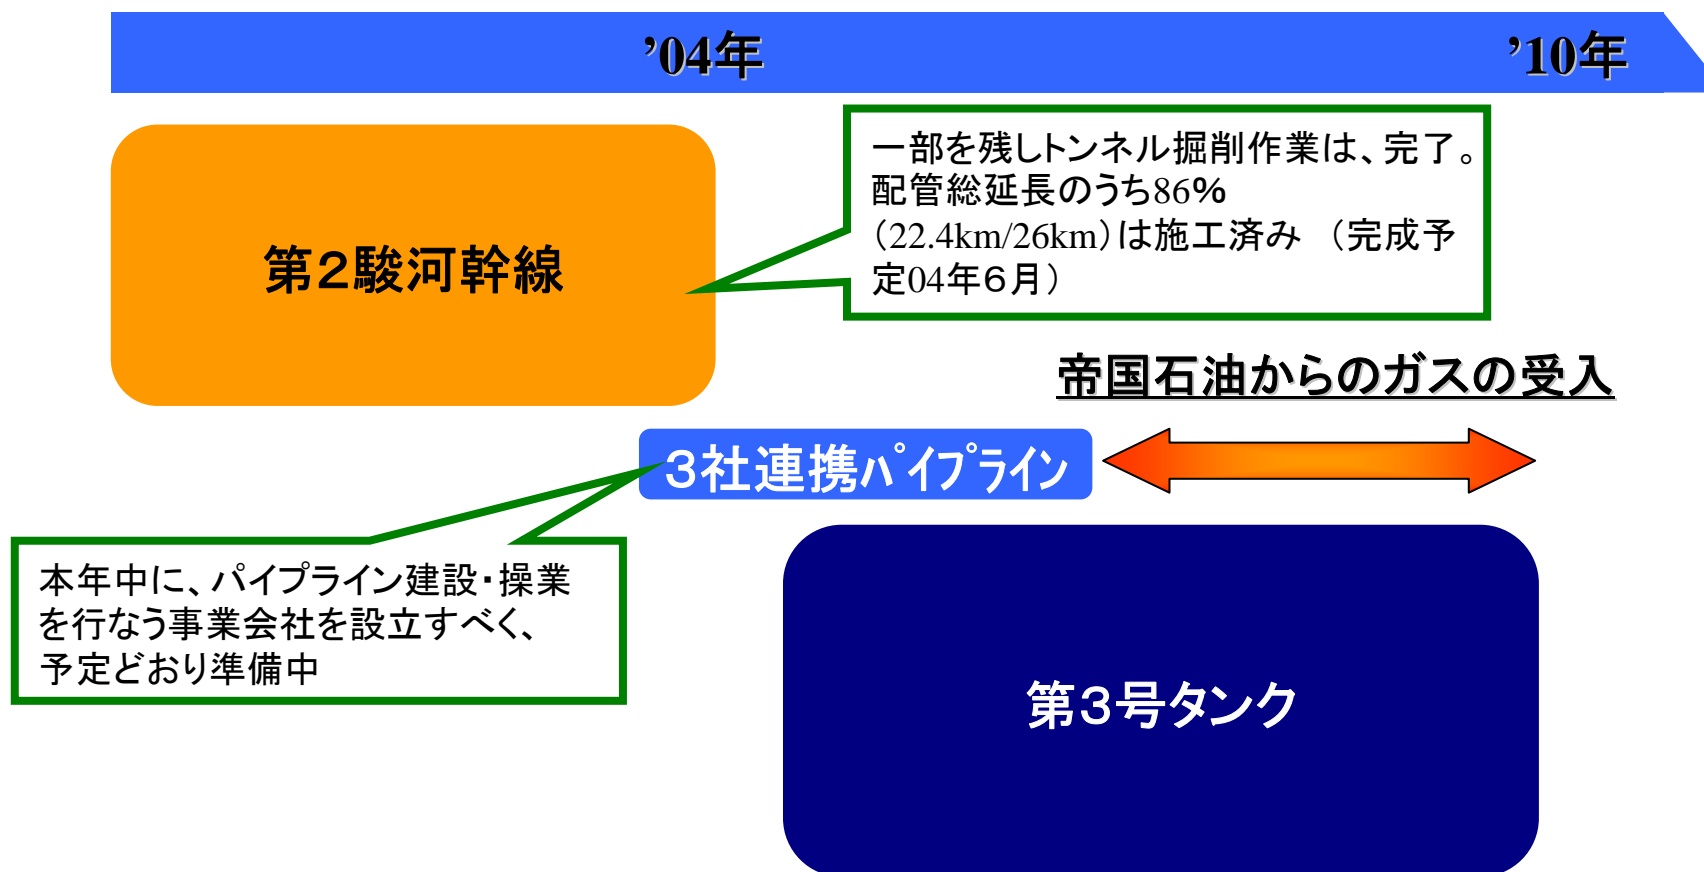 ’04年 ’10年
一部を残しトンネル掘削作業は、完了。
配管総延長のうち86%
（22.4km/26km）は施工済み （完成予
定04年６月）
第２駿河幹線
帝国石油からのガスの受入
３社連携ﾊﾟｲﾌﾟﾗｲﾝ
本年中に、パイプライン建設・操業
を行なう事業会社を設立すべく、
予定どおり準備中
第３号タンク